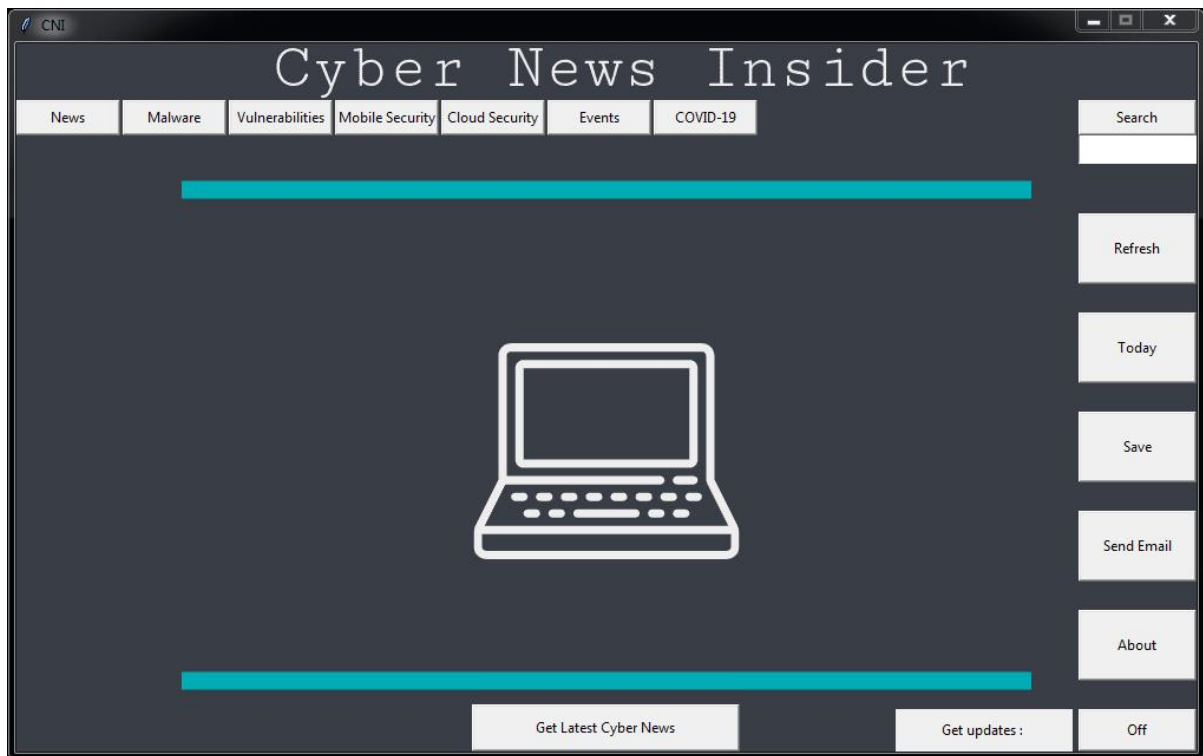 CNI
Cyber News Insider
News Malware Vulnerabilities Mobile Security Cloud Security Events COVID-19 Search
Refresh
Today
Save
Send Email
About
Get Latest Cyber News Get updates : Off